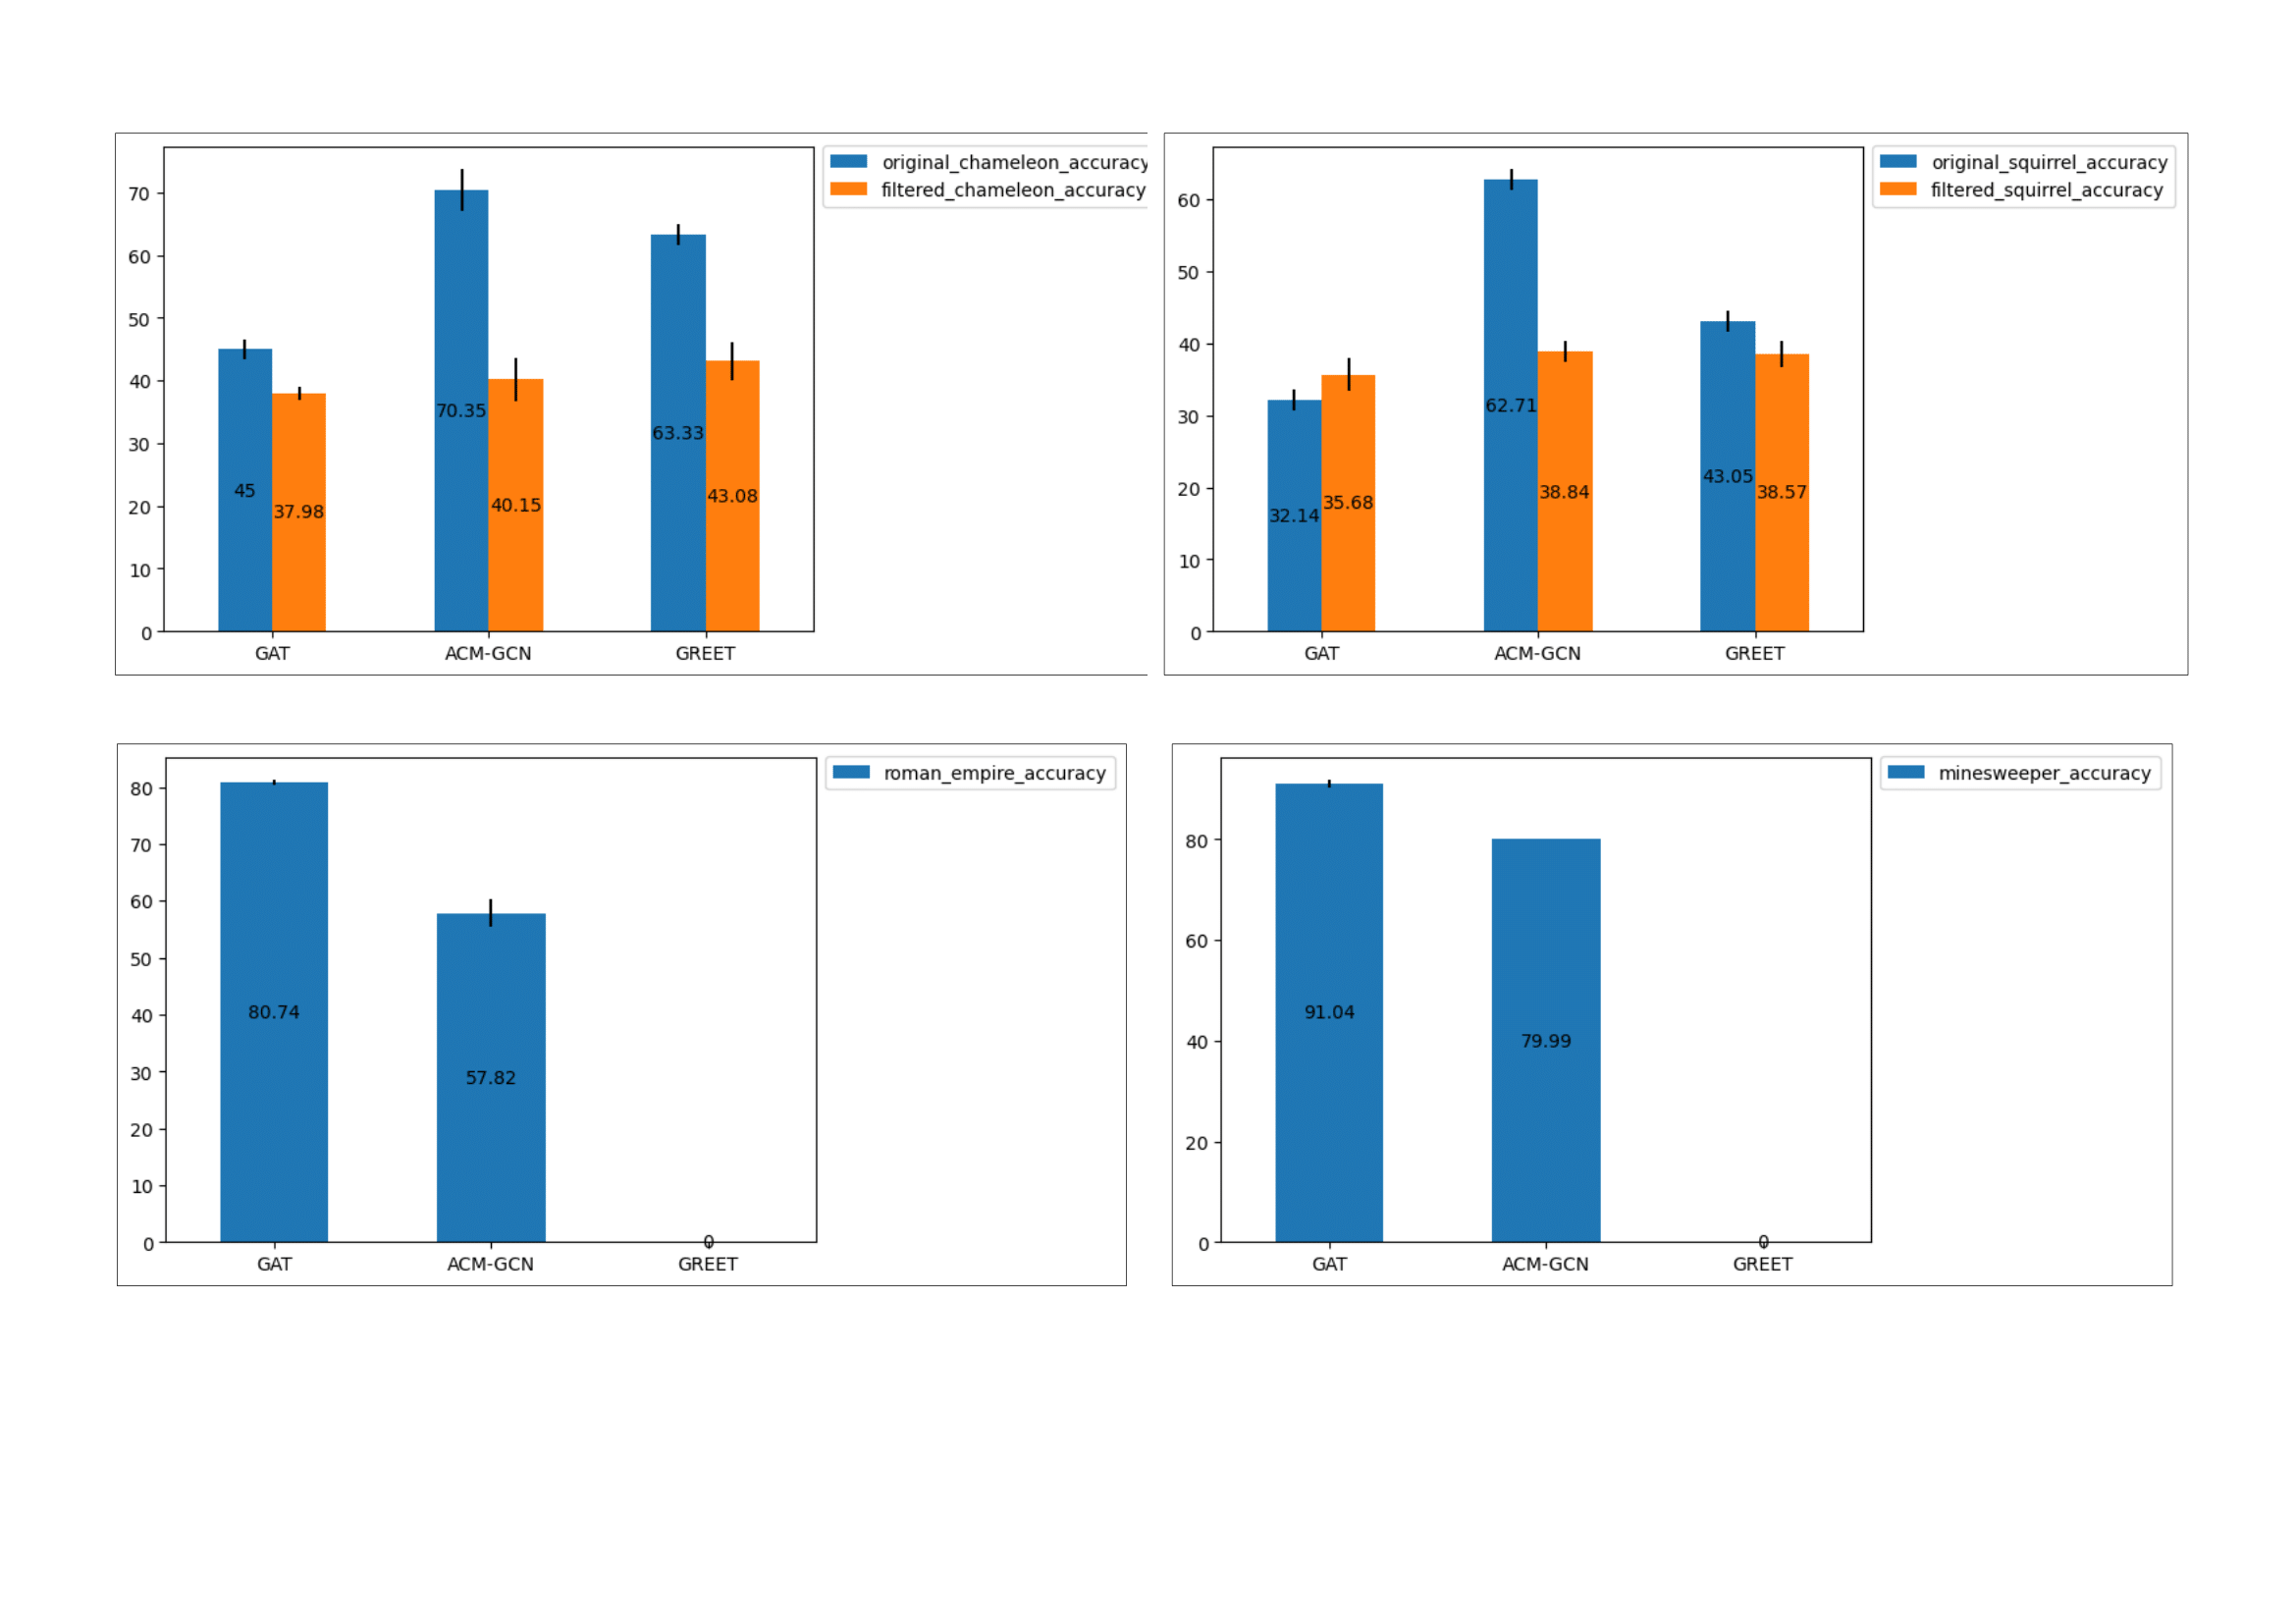 original_chameleon_accuracy
filtered_chameleon_accuracy
70
60
50
40
30
20
10
0
45
37.98
70.35
40.15
63.33
43.08
GAT
ACM-GCN
GREET
original_squirrel_accuracy
filtered_squirrel_accuracy
60
50
40
30
20
10
0
32.14
35.68
62.71
38.84
43.05
38.57
GAT
ACM-GCN
GREET
roman_empire_accuracy
80
70
60
50
40
30
20
10
0
80.74
57.82
0
GAT
ACM-GCN
GREET
minesweeper_accuracy
80
60
40
20
0
91.04
79.99
0
GAT
ACM-GCN
GREET